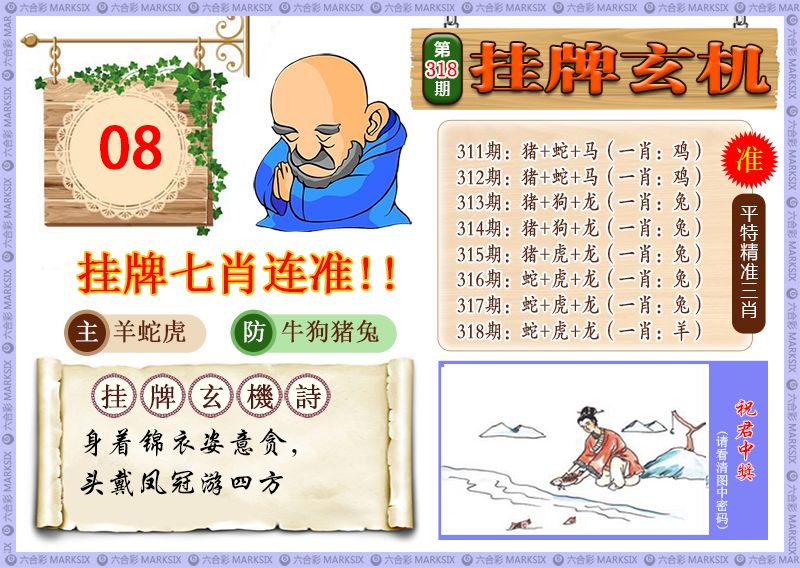 六合彩 MARKSIX
第318期
挂牌玄机
08
311期：猪+蛇+马（一肖：鸡）
312期：猪+蛇+马（一肖：鸡）
313期：猪+狗+龙（一肖：兔）
314期：猪+狗+龙（一肖：兔）
315期：猪+虎+龙（一肖：兔）
316期：蛇+虎+龙（一肖：兔）
317期：蛇+虎+龙（一肖：兔）
318期：蛇+虎+龙（一肖：羊）
准
平特精准三肖
挂牌七肖连准!!
主 羊蛇虎
防 牛狗猪兔
挂牌玄機詩
身着锦衣姿意贪，
头戴凤冠游四方
祝君中奖
（请看清图中密码）